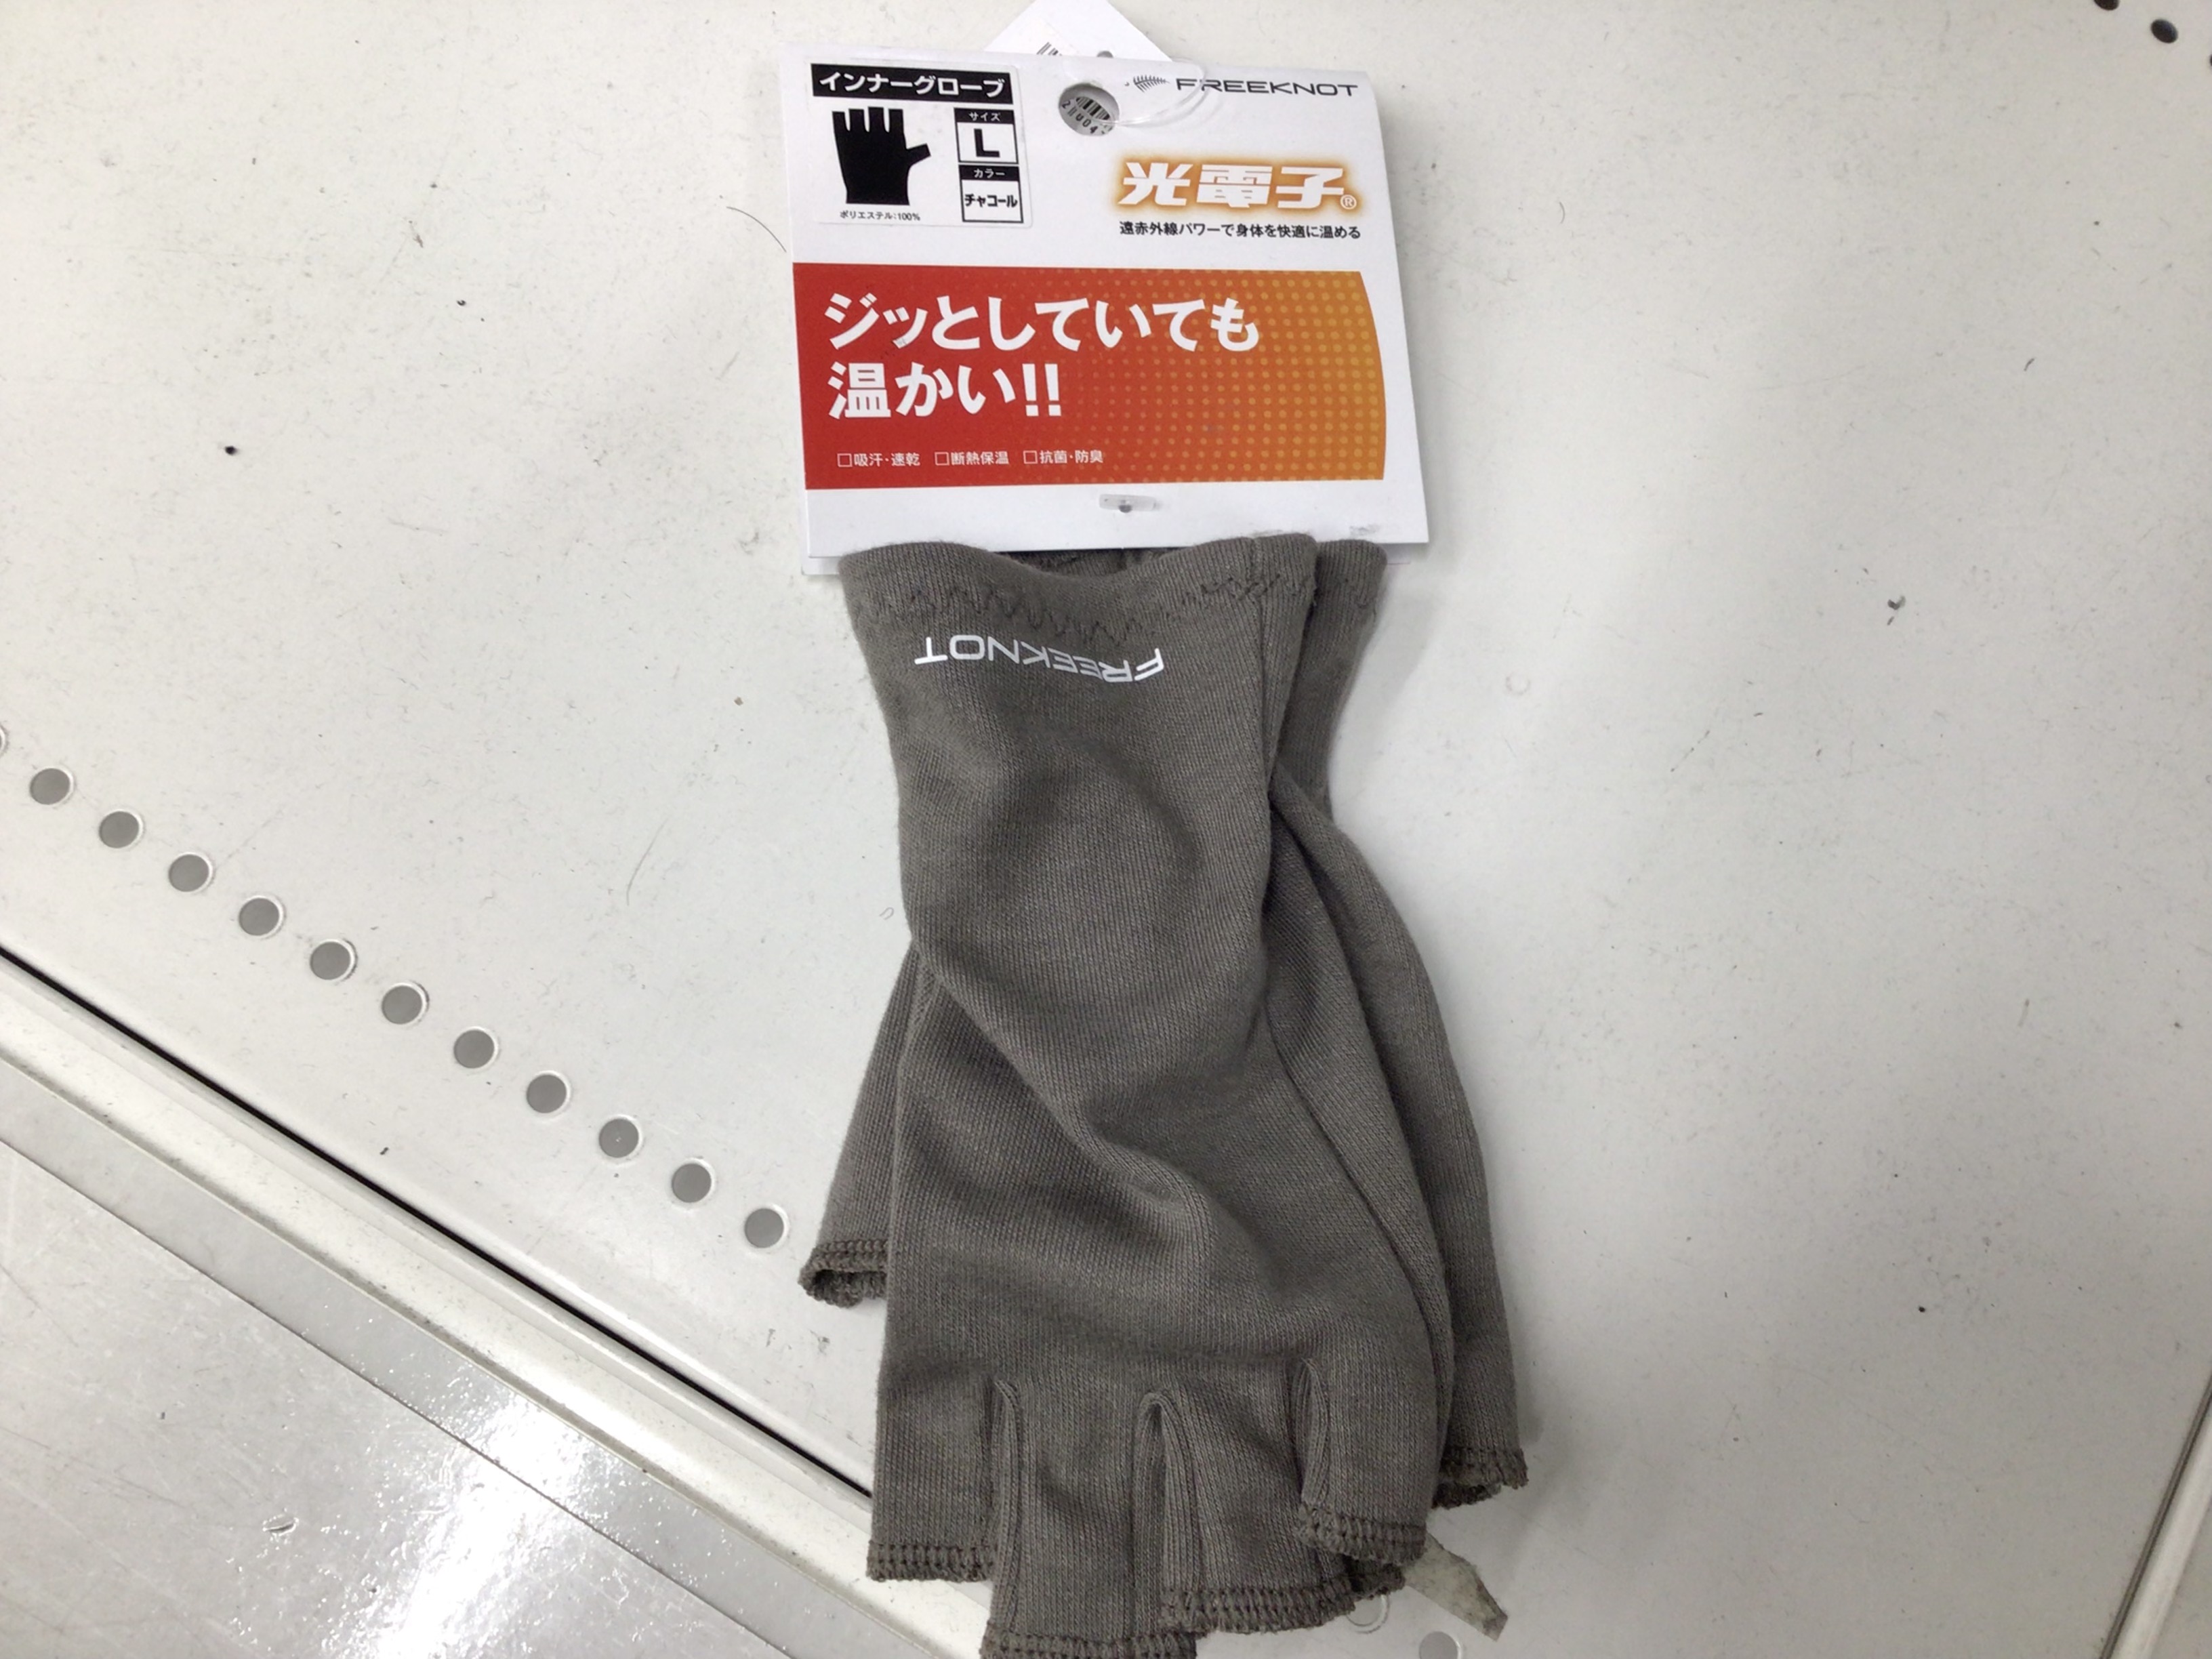 インナーグローブ
サイズ
L
カラー
チャコール
ポリエステル:100%
FREEKNOT
光電子®
遠赤外線パワーで身体を快適に温める
ジッとしていても
温かい!!
□吸汗・速乾 □断熱保温 □抗菌・防臭
FREEKNOT